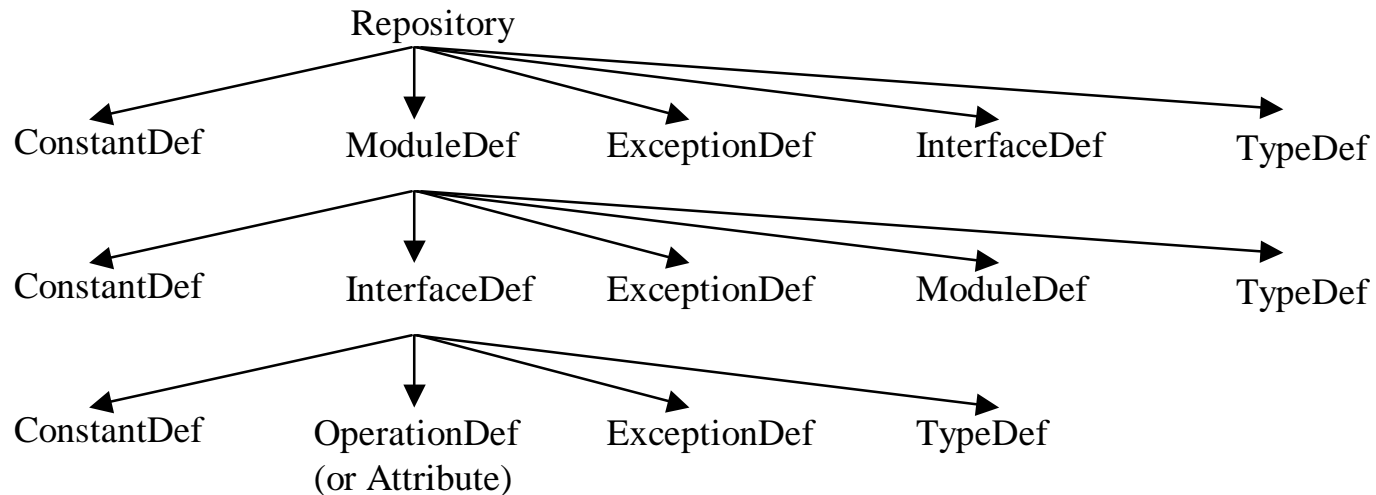 Repository
ConstantDef ModuleDef ExceptionDef InterfaceDef TypeDef
ConstantDef InterfaceDef ExceptionDef ModuleDef TypeDef
ConstantDef OperationDef ExceptionDef TypeDef
(or Attribute)